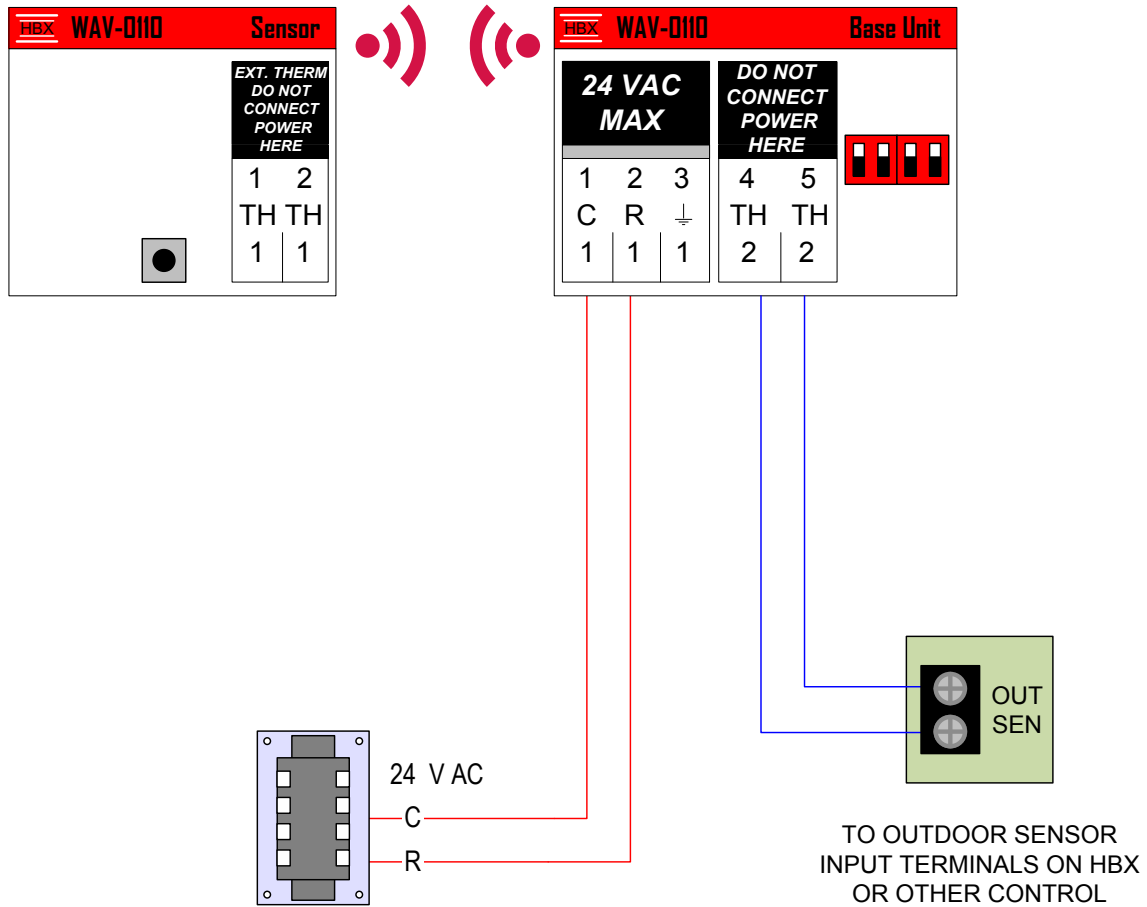 HBX WAV-0110 Sensor
EXT. THERM
DO NOT
CONNECT
POWER
HERE
1 2
TH TH
1 1
HBX WAV-0110 Base Unit
24 VAC
MAX
DO NOT
CONNECT
POWER
HERE
1 2 3 4 5
C R ⏚ TH TH
1 1 1 2 2
OUT
SEN
24 V AC
C
R
TO OUTDOOR SENSOR
INPUT TERMINALS ON HBX
OR OTHER CONTROL